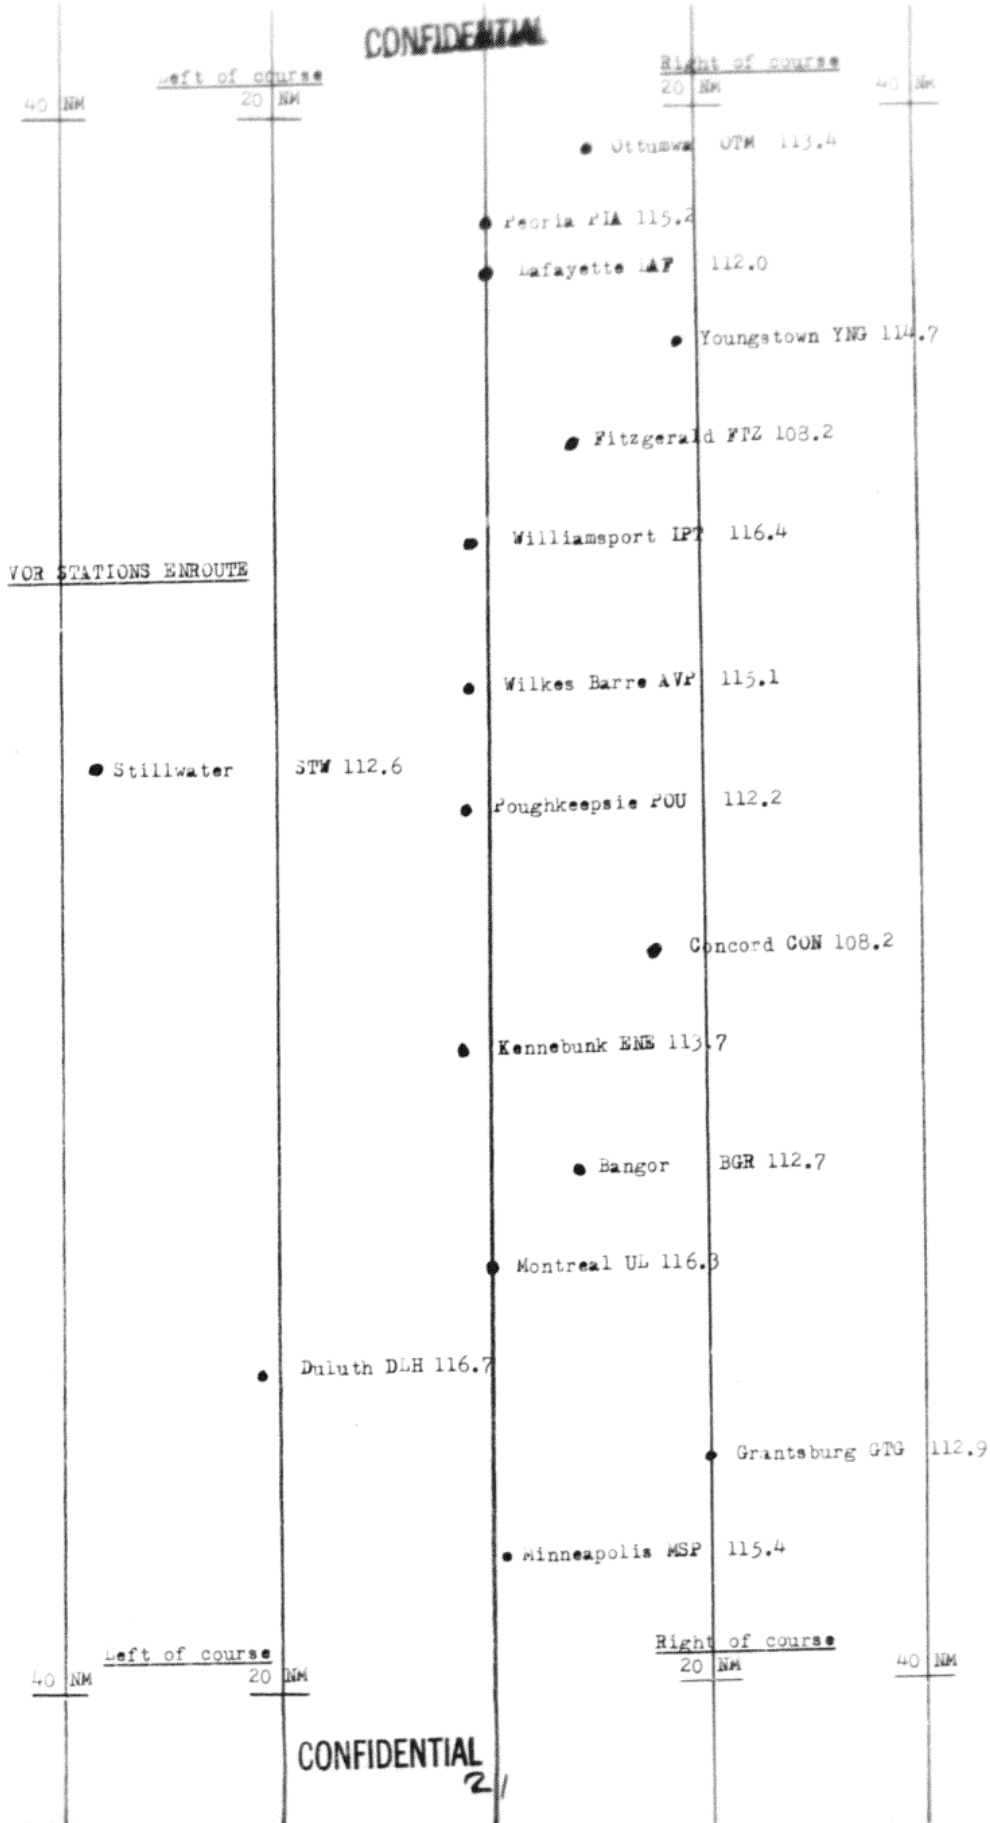 CONFIDENTIAL
Left of course
Right of course
40 NM
20 NM
20 NM
40 NM
Ottumwa OTM 113.4
Peoria PIA 115.2
Lafayette LAF 112.0
Youngstown YNG 114.7
Fitzgerald FTZ 108.2
Williamsport IPT 116.4
VOR STATIONS ENROUTE
Wilkes Barre AVP 115.1
Stillwater STW 112.6
Poughkeepsie POU 112.2
Concord CON 108.2
Kennebunk ENE 113.7
Bangor BGR 112.7
Montreal UL 116.3
Duluth DLH 116.7
Grantsburg GTG 112.9
Minneapolis MSP 115.4
Left of course
Right of course
40 NM
20 NM
20 NM
40 NM
CONFIDENTIAL
21